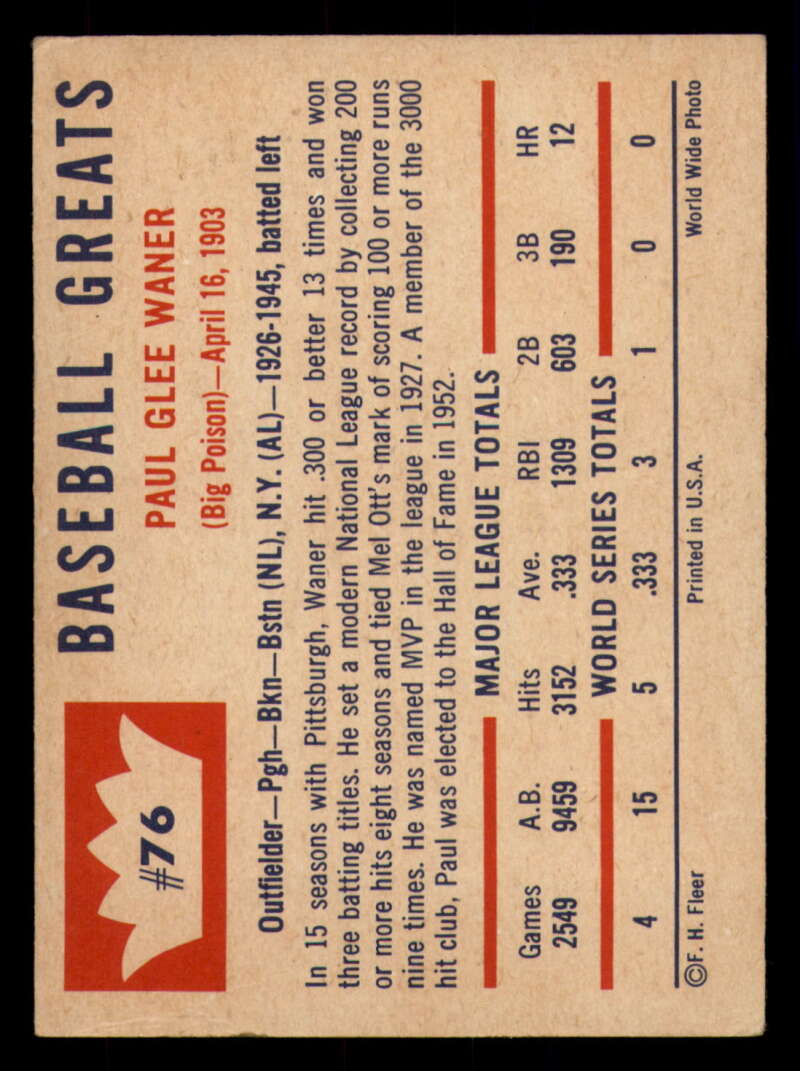 #76
BASEBALL GREATS
PAUL GLEE WANER
(Big Poison)—April 16, 1903
Outfielder—Pgh—Bkn—Bstn (NL), N.Y. (AL)—1926-1945, batted left
In 15 seasons with Pittsburgh, Waner hit .300 or better 13 times and won
three batting titles. He set a modern National League record by collecting 200
or more hits eight seasons and tied Mel Ott's mark of scoring 100 or more runs
nine times. He was named MVP in the league in 1927. A member of the 3000
hit club, Paul was elected to the Hall of Fame in 1952.
MAJOR LEAGUE TOTALS
Games A.B. Hits Ave. RBI 2B 3B HR
2549 9459 3152 .333 1309 603 190 12
WORLD SERIES TOTALS
4 15 5 .333 3 1 0 0
©F. H. Fleer Printed in U.S.A. World Wide Photo